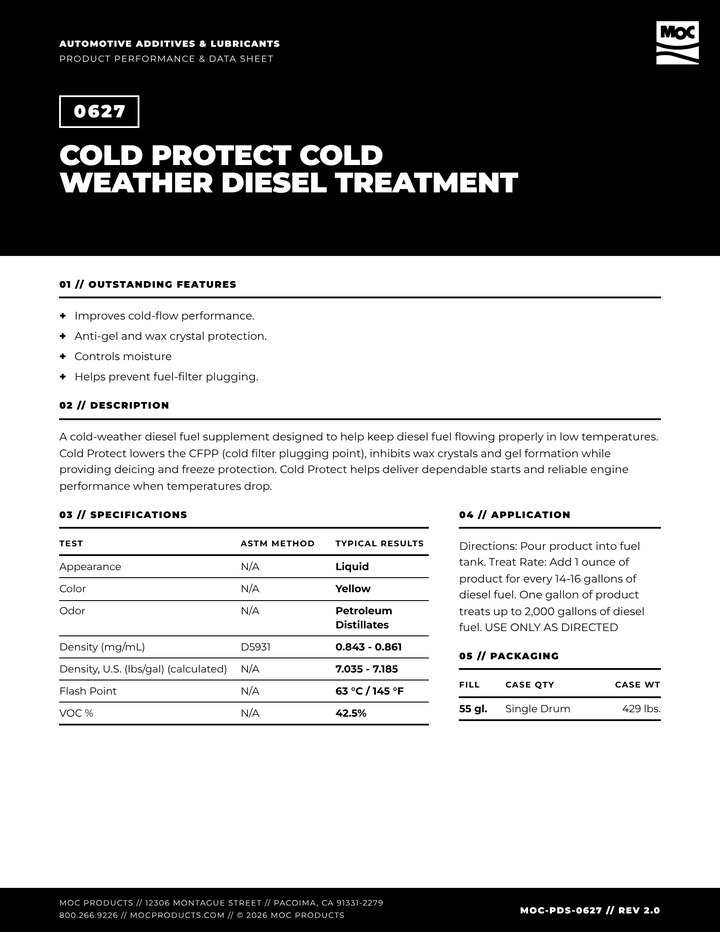 AUTOMOTIVE ADDITIVES & LUBRICANTS
PRODUCT PERFORMANCE & DATA SHEET
MOC
0627
COLD PROTECT COLD
WEATHER DIESEL TREATMENT
01 // OUTSTANDING FEATURES
+ Improves cold-flow performance.
+ Anti-gel and wax crystal protection.
+ Controls moisture
+ Helps prevent fuel-filter plugging.
02 // DESCRIPTION
A cold-weather diesel fuel supplement designed to help keep diesel fuel flowing properly in low temperatures.
Cold Protect lowers the CFPP (cold filter plugging point), inhibits wax crystals and gel formation while
providing deicing and freeze protection. Cold Protect helps deliver dependable starts and reliable engine
performance when temperatures drop.
03 // SPECIFICATIONS
TEST ASTM METHOD TYPICAL RESULTS
Appearance N/A Liquid
Color N/A Yellow
Odor N/A Petroleum
Distillates
Density (mg/mL) D5931 0.843 - 0.861
Density, U.S. (lbs/gal) (calculated) N/A 7.035 - 7.185
Flash Point N/A 63 °C / 145 °F
VOC % N/A 42.5%
04 // APPLICATION
Directions: Pour product into fuel
tank. Treat Rate: Add 1 ounce of
product for every 14-16 gallons of
diesel fuel. One gallon of product
treats up to 2,000 gallons of diesel
fuel. USE ONLY AS DIRECTED
05 // PACKAGING
FILL CASE QTY CASE WT
55 gl. Single Drum 429 lbs.
MOC PRODUCTS // 12306 MONTAGUE STREET // PACOIMA, CA 91331-2279
800.266.9226 // MOCPRODUCTS.COM // © 2026 MOC PRODUCTS
MOC-PDS-0627 // REV 2.0